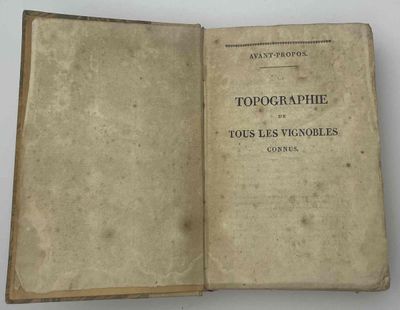 AVANT-PROPOS.
TOPOGRAPHIE
DE
TOUS LES VIGNOBLES
CONNUS.